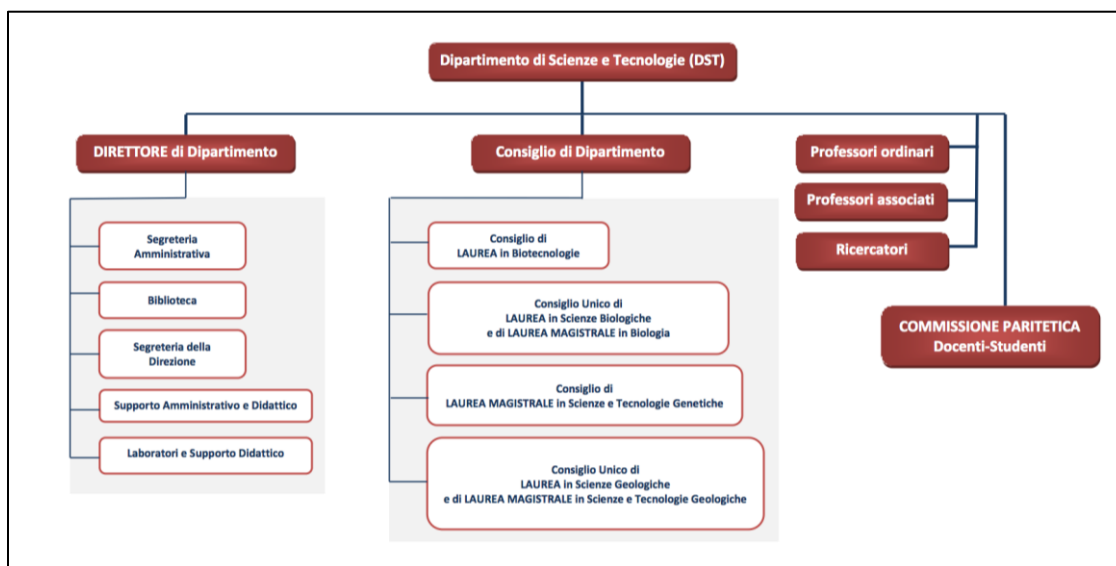 Dipartimento di Scienze e Tecnologie (DST)
DIRETTORE di Dipartimento
Segreteria
Amministrativa
Biblioteca
Segreteria della
Direzione
Supporto Amministrativo e Didattico
Laboratori e Supporto Didattico
Consiglio di Dipartimento
Consiglio di
LAUREA in Biotecnologie
Consiglio Unico di
LAUREA in Scienze Biologiche
e di LAUREA MAGISTRALE in Biologia
Consiglio di
LAUREA MAGISTRALE in Scienze e Tecnologie Genetiche
Consiglio Unico di
LAUREA in Scienze Geologiche
e di LAUREA MAGISTRALE in Scienze e Tecnologie Geologiche
Professori ordinari
Professori associati
Ricercatori
COMMISSIONE PARITETICA
Docenti-Studenti